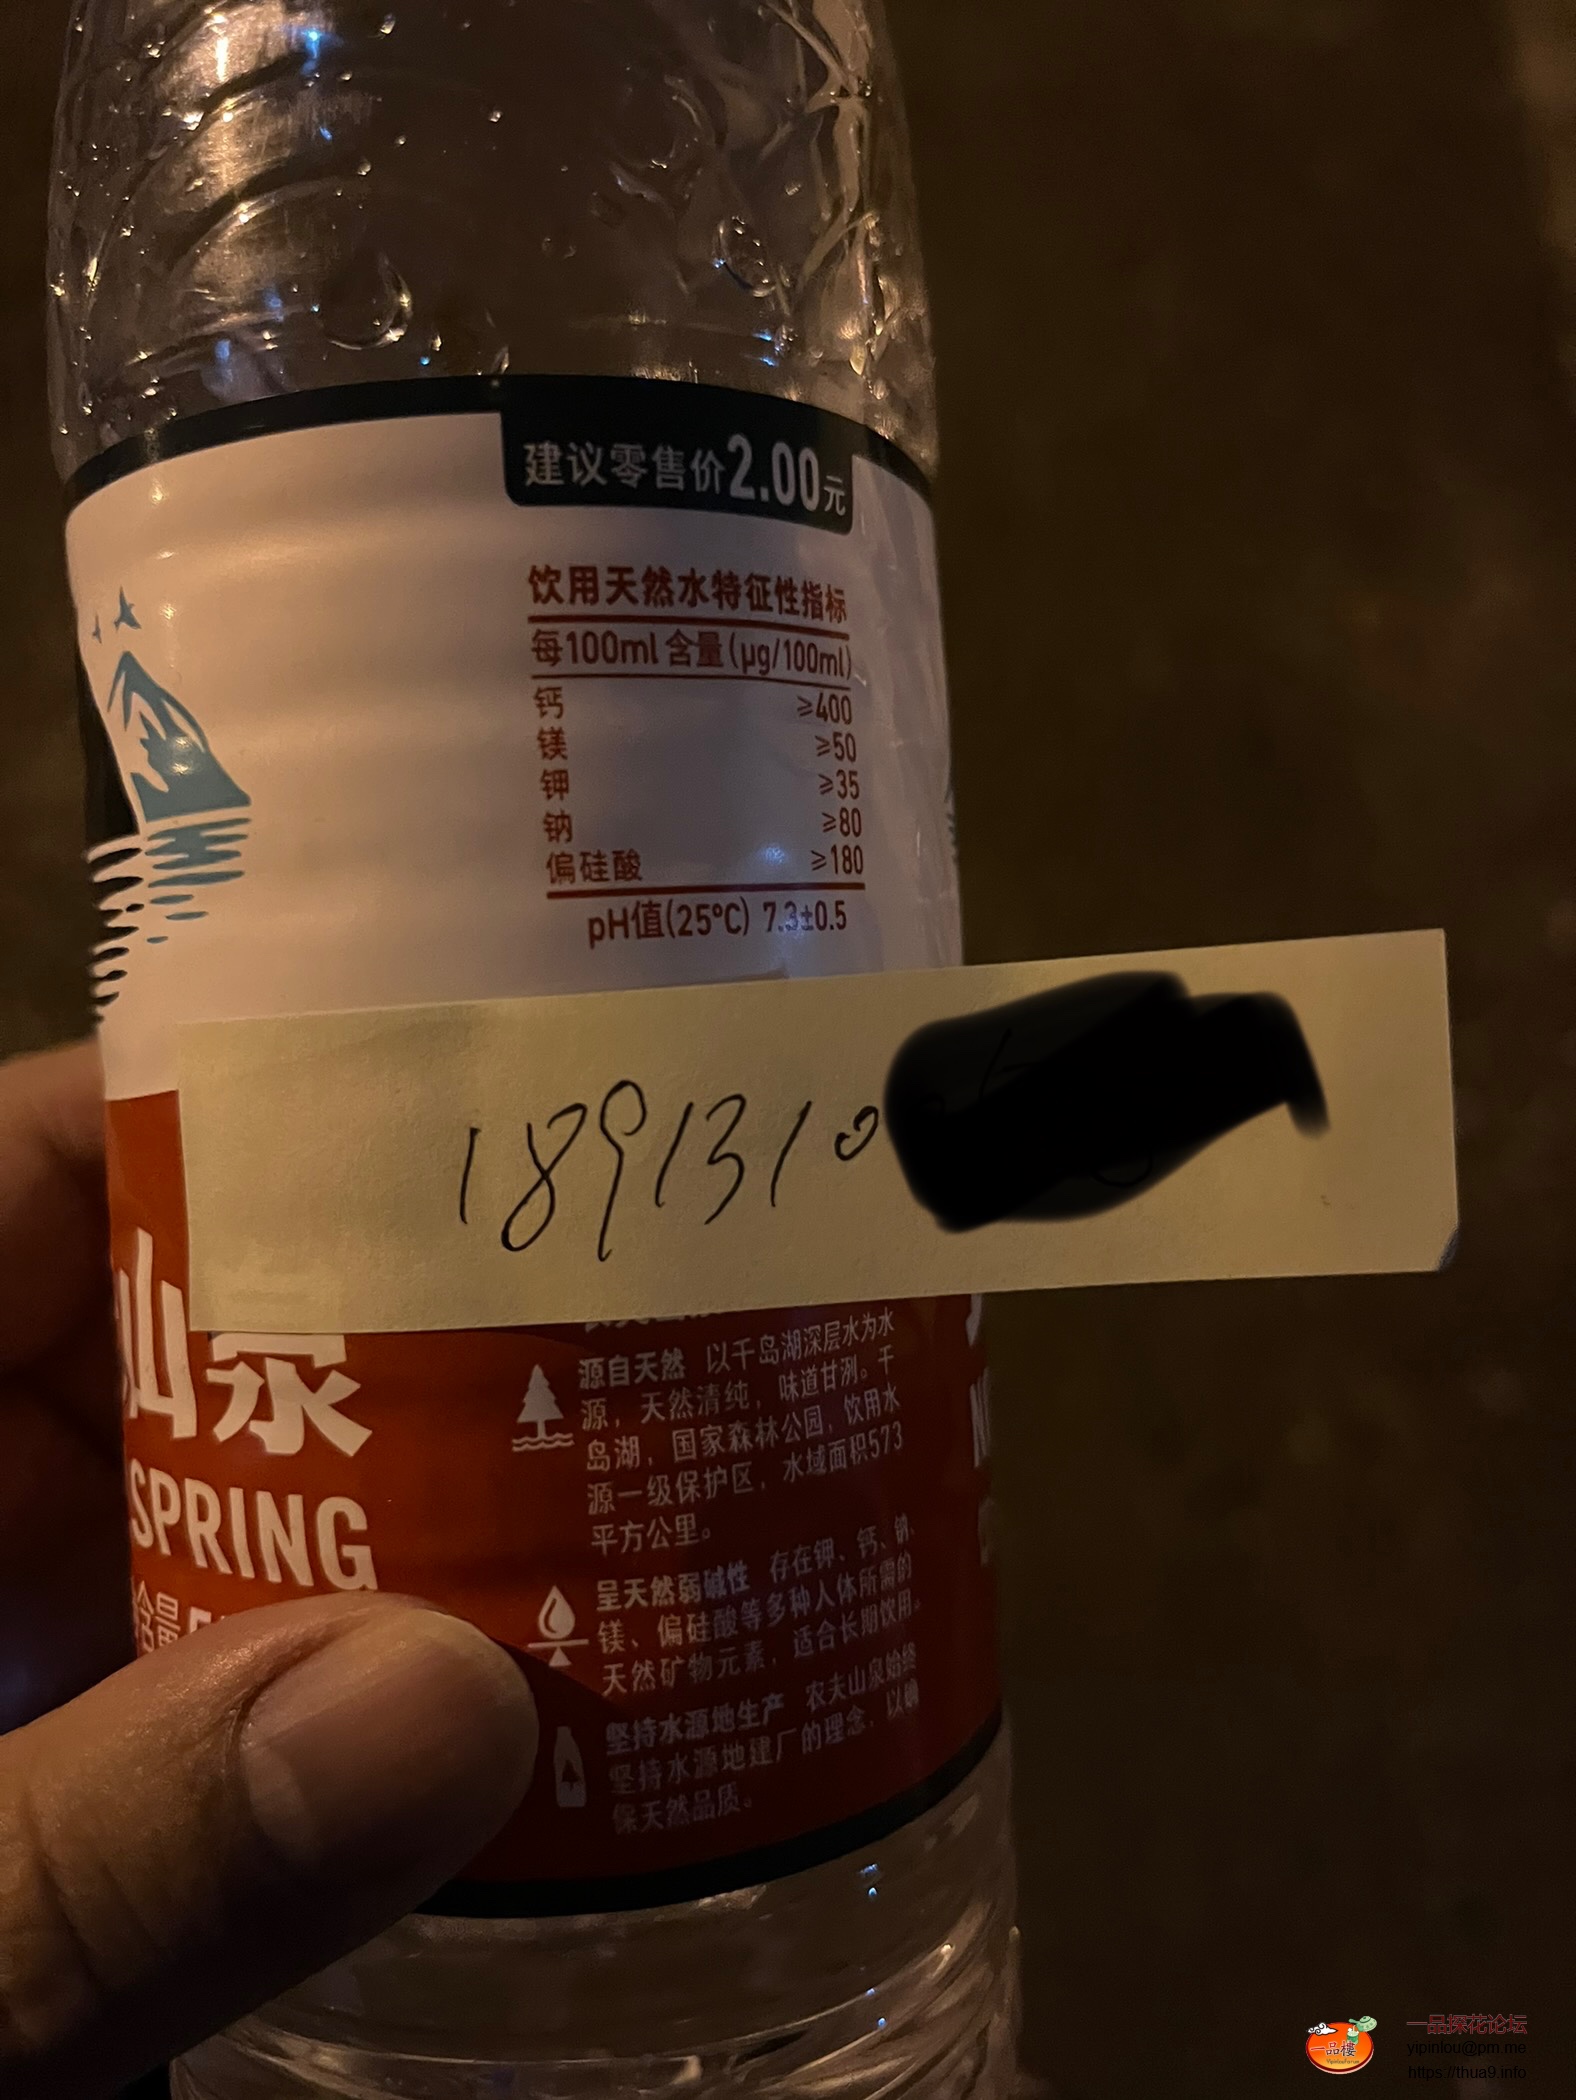 建议零售价2.00元
饮用天然水特征性指标
每100ml 含量(μg/100ml)
钙 ≥400
镁 ≥50
钾 ≥35
钠 ≥80
偏硅酸 ≥180
pH值(25℃) 7.3±0.5
1891310
山泉
SPRING
含量
源自天然 以千岛湖深层水为水
源，天然清纯，味道甘洌。千
岛湖，国家森林公园，饮用水
源一级保护区，水域面积573
平方公里。
呈天然弱碱性 存在钾、钙、钠、
镁、偏硅酸等多种人体所需的
天然矿物元素，适合长期饮用。
坚持水源地生产 农夫山泉始终
坚持水源地建厂的理念，以确
保天然品质。
一品楼
一品探花论坛
yipinlou@pm.me
https://thua9.info